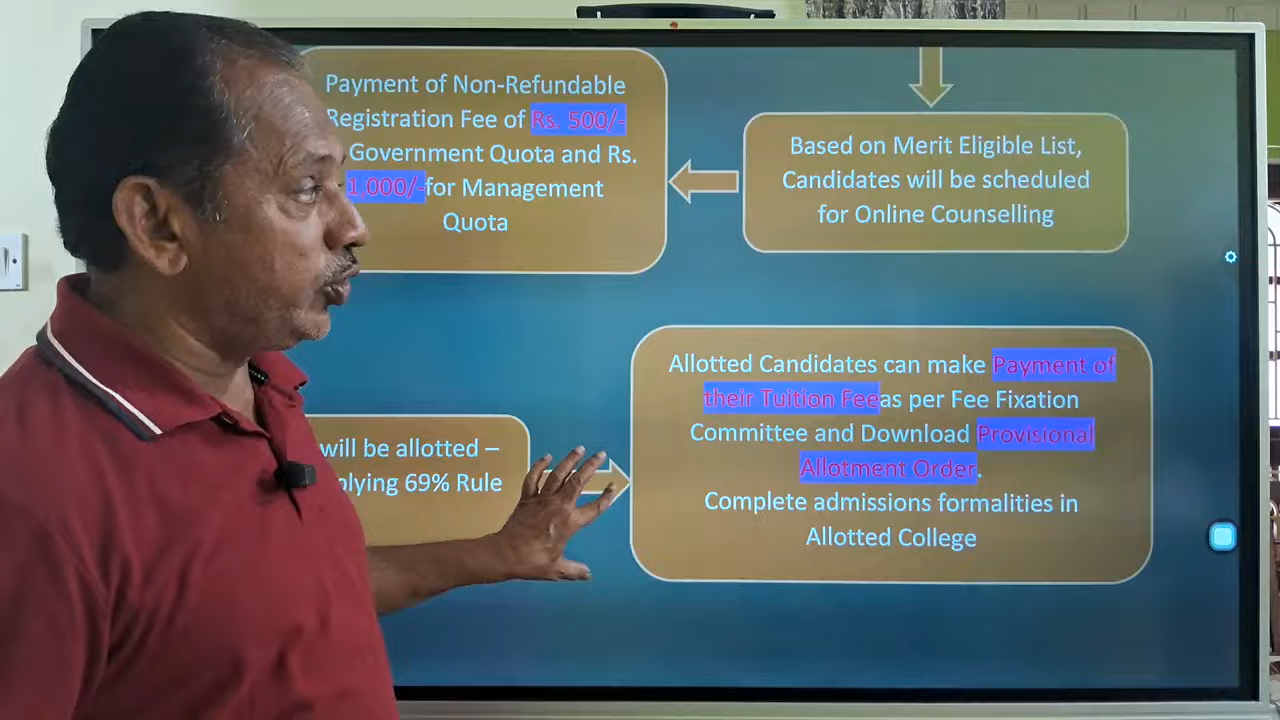 Payment of Non-Refundable
Registration Fee of Rs. 500/-
Government Quota and Rs.
1,000/-for Management
Quota
Based on Merit Eligible List,
Candidates will be scheduled
for Online Counselling
will be allotted –
69% Rule
Allotted Candidates can make Payment of
their Tuition Feeas per Fee Fixation
Committee and Download Provisional
Allotment Order.
Complete admissions formalities in
Allotted College